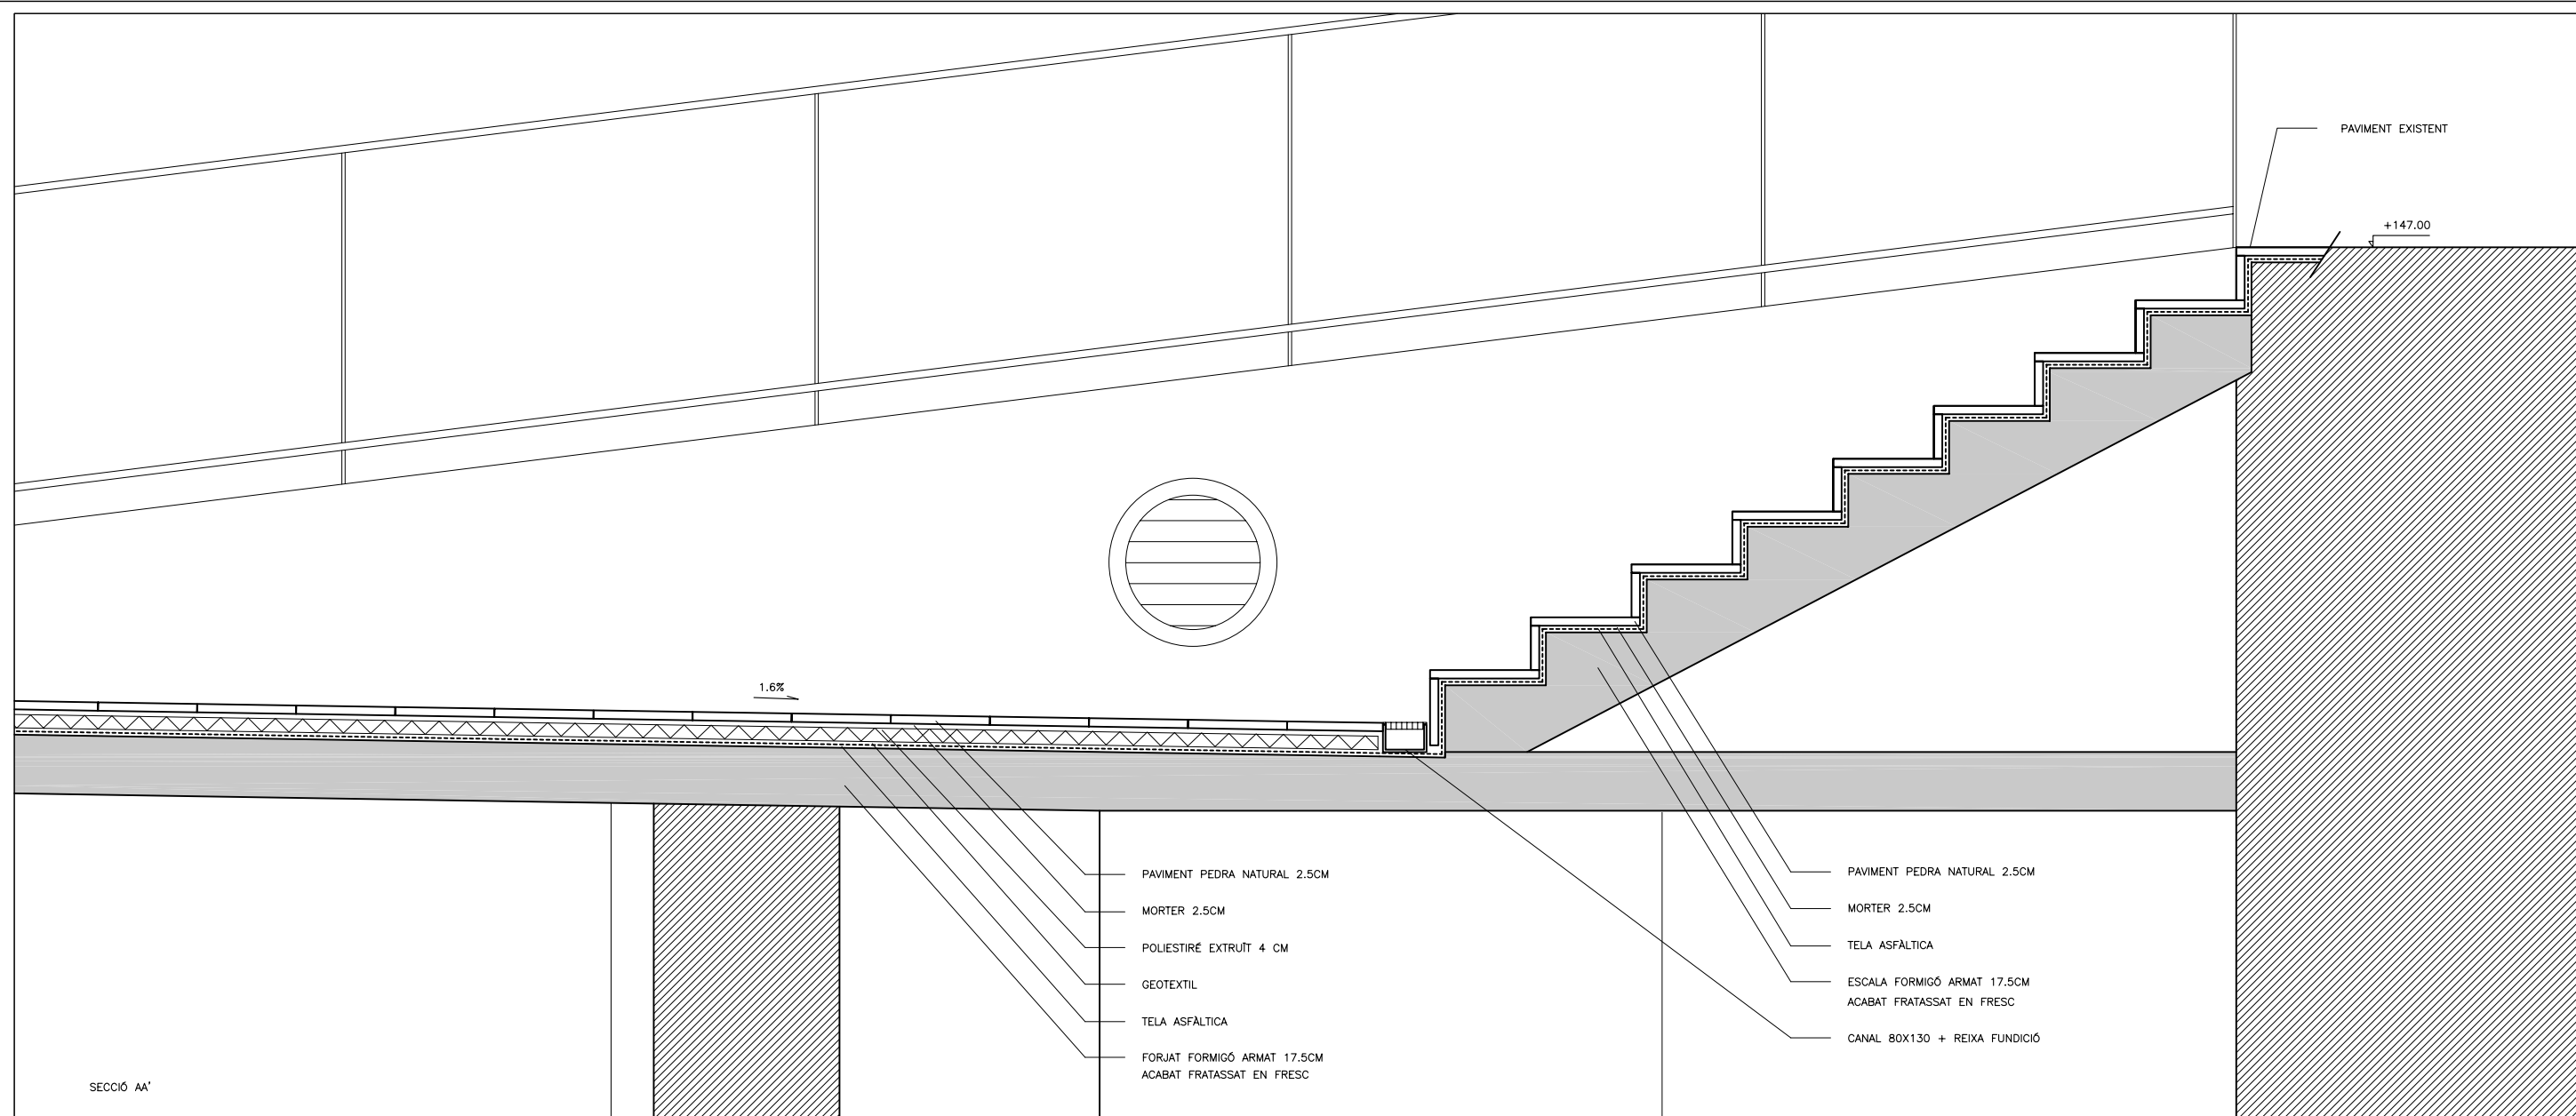 PAVIMENT EXISTENT
+147.00
1.6%
PAVIMENT PEDRA NATURAL 2.5CM
MORTER 2.5CM
POLIESTIRÉ EXTRUÏT 4 CM
GEOTEXTIL
TELA ASFÀLTICA
FORJAT FORMIGÓ ARMAT 17.5CM
ACABAT FRATASSAT EN FRESC
PAVIMENT PEDRA NATURAL 2.5CM
MORTER 2.5CM
TELA ASFÀLTICA
ESCALA FORMIGÓ ARMAT 17.5CM
ACABAT FRATASSAT EN FRESC
CANAL 80X130 + REIXA FUNDICIÓ
SECCIÓ AA'